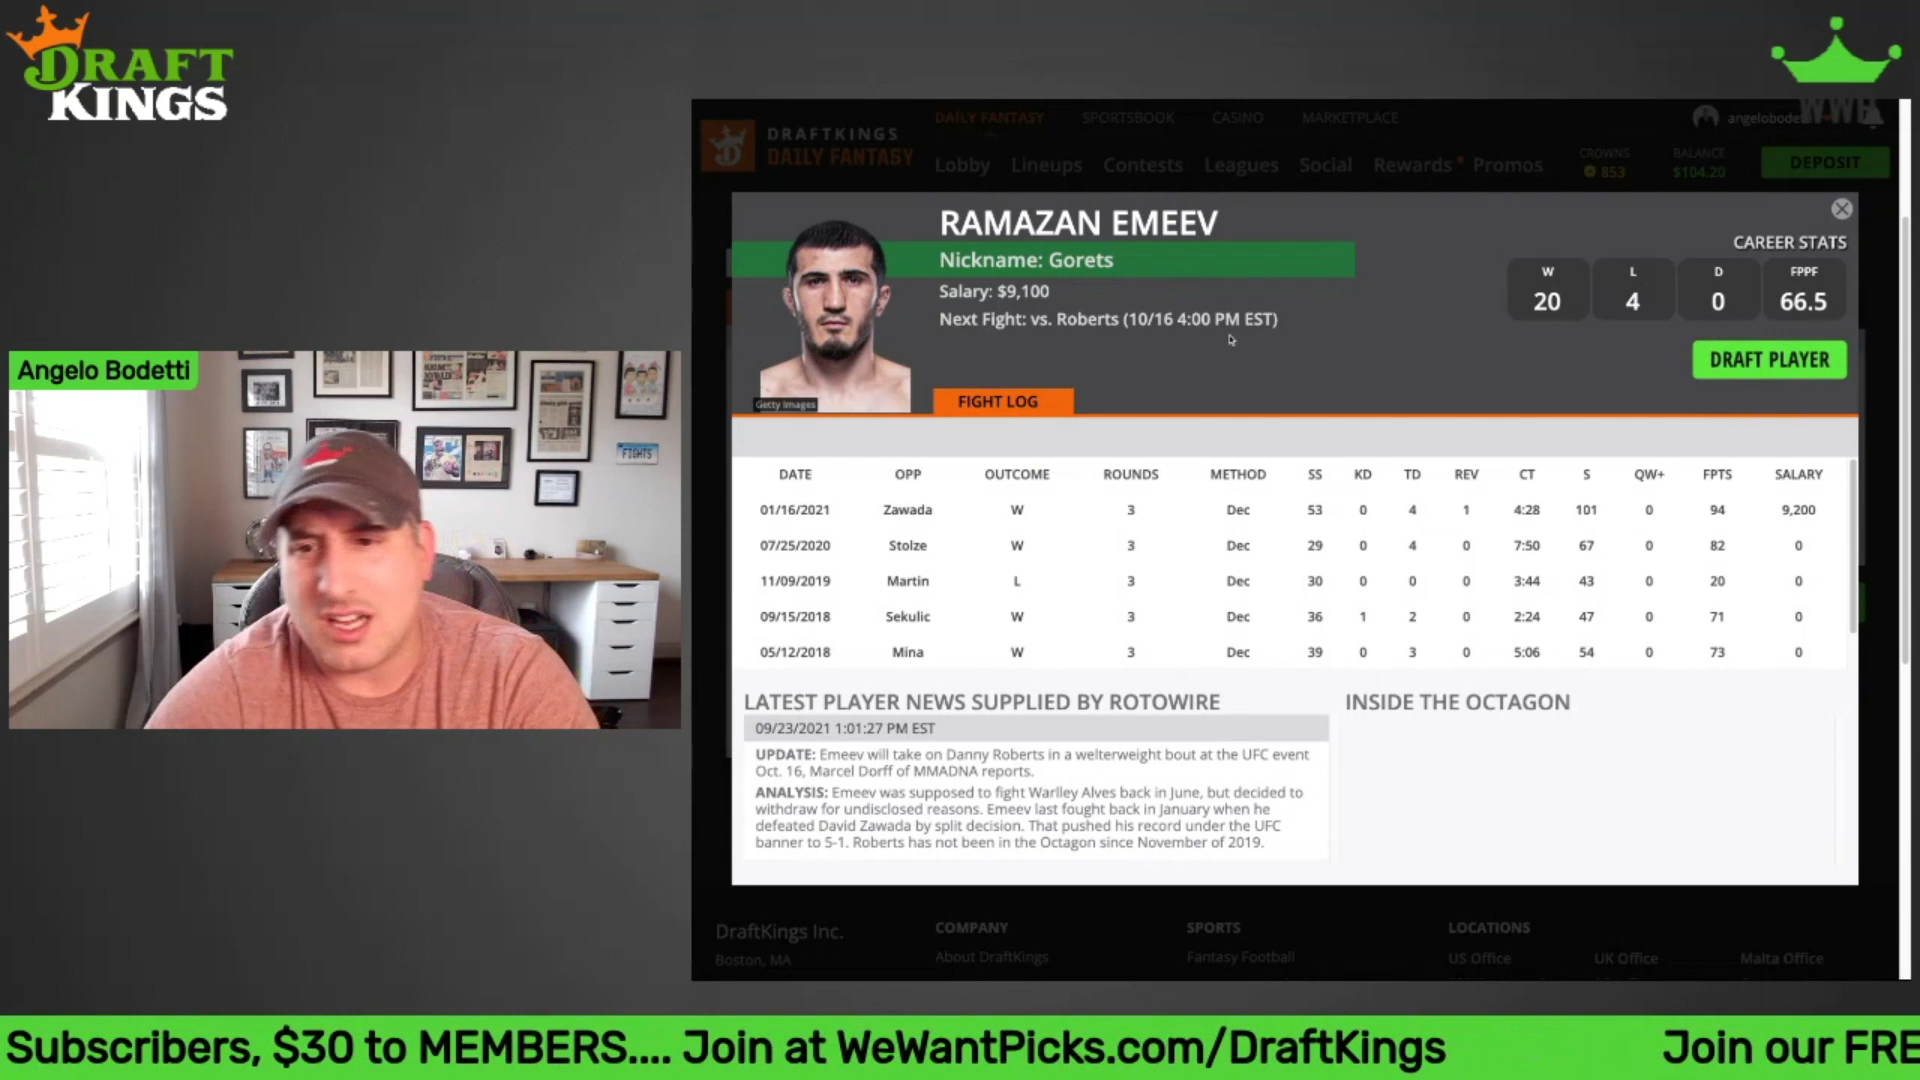 DRAFT
KINGS
WWP
DRAFTKINGS
DAILY FANTASY
DAILY FANTASY SPORTSBOOK CASINO MARKETPLACE
angelobodet
Lobby Lineups Contests Leagues Social Rewards Promos
CROWNS
853
BALANCE
$104.20
DEPOSIT
RAMAZAN EMEEV
Nickname: Gorets
Salary: $9,100
Next Fight: vs. Roberts (10/16 4:00 PM EST)
Getty Images
CAREER STATS
W L D FPPF
20 4 0 66.5
DRAFT PLAYER
FIGHT LOG
DATE OPP OUTCOME ROUNDS METHOD SS KD TD REV CT S QW+ FPTS SALARY
01/16/2021 Zawada W 3 Dec 53 0 4 1 4:28 101 0 94 9,200
07/25/2020 Stolze W 3 Dec 29 0 4 0 7:50 67 0 82 0
11/09/2019 Martin L 3 Dec 30 0 0 0 3:44 43 0 20 0
09/15/2018 Sekulic W 3 Dec 36 1 2 0 2:24 47 0 71 0
05/12/2018 Mina W 3 Dec 39 0 3 0 5:06 54 0 73 0
LATEST PLAYER NEWS SUPPLIED BY ROTOWIRE
09/23/2021 1:01:27 PM EST
UPDATE: Emeev will take on Danny Roberts in a welterweight bout at the UFC event
Oct. 16, Marcel Dorff of MMADNA reports.
ANALYSIS: Emeev was supposed to fight Warlley Alves back in June, but decided to
withdraw for undisclosed reasons. Emeev last fought back in January when he
defeated David Zawada by split decision. That pushed his record under the UFC
banner to 5-1. Roberts has not been in the Octagon since November of 2019.
INSIDE THE OCTAGON
DraftKings Inc.
Boston, MA
COMPANY
About DraftKings
SPORTS
Fantasy Football
LOCATIONS
US Office UK Office Malta Office
Angelo Bodetti
FIGHTS
Subscribers, $30 to MEMBERS.... Join at WeWantPicks.com/DraftKings Join our FRE